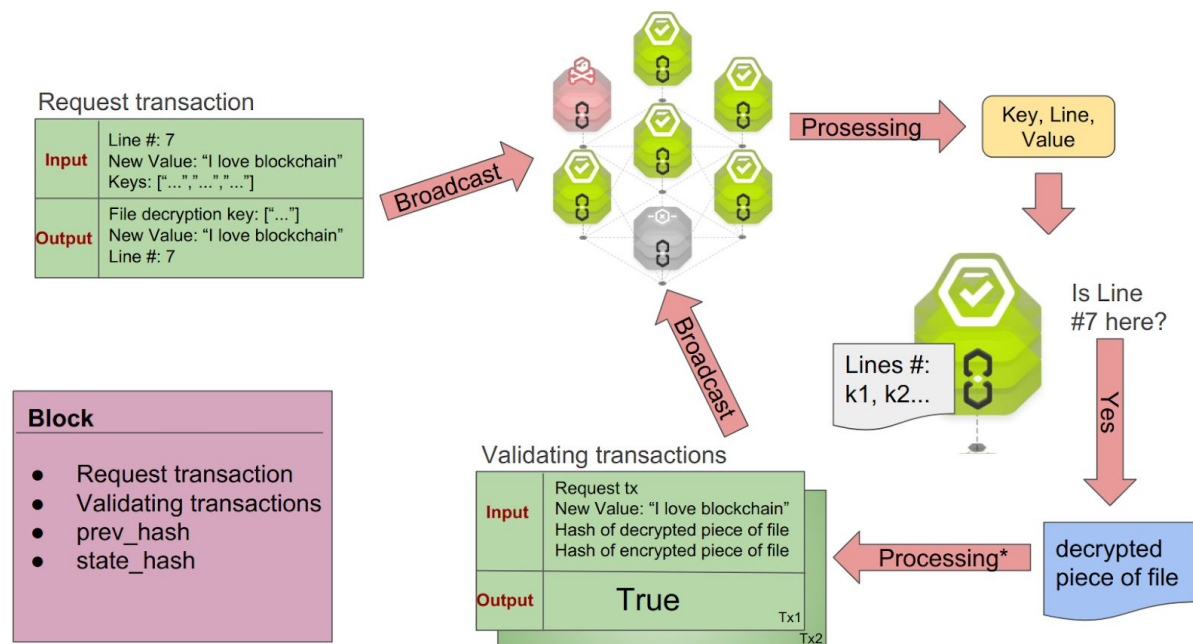 Request transaction
Input
Line #: 7
New Value: “I love blockchain”
Keys: [“...”,”...”,”...”]
Output
File decryption key: [“...”]
New Value: “I love blockchain”
Line #: 7
Broadcast
Prosessing
Key, Line,
Value
Is Line
#7 here?
Lines #:
k1, k2...
Yes
decrypted
piece of file
Processing*
Broadcast
Validating transactions
Input
Request tx
New Value: “I love blockchain”
Hash of decrypted piece of file
Hash of encrypted piece of file
Output
True
Tx1
Tx2
Block
● Request transaction
● Validating transactions
● prev_hash
● state_hash